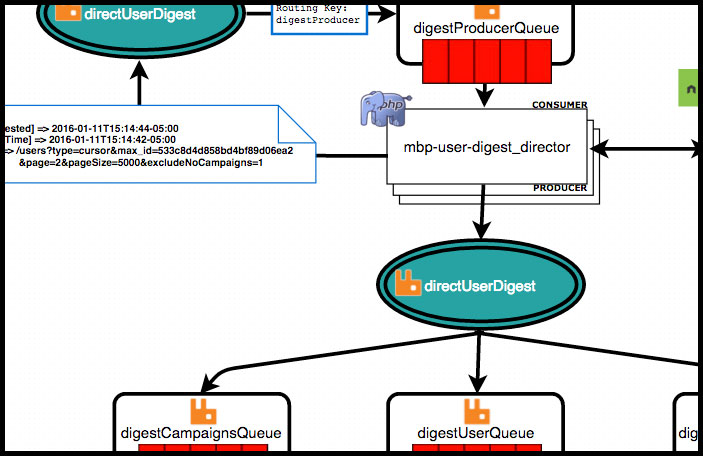 directUserDigest
Routing Key:
digestProducer
digestProducerQueue
ested] => 2016-01-11T15:14:44-05:00
Time] => 2016-01-11T15:14:42-05:00
=> /users?type=cursor&max_id=533c8d4d858bd4bf89d06ea2
&page=2&pageSize=5000&excludeNoCampaigns=1
php
CONSUMER
mbp-user-digest_director
PRODUCER
directUserDigest
digestCampaignsQueue
digestUserQueue
dig